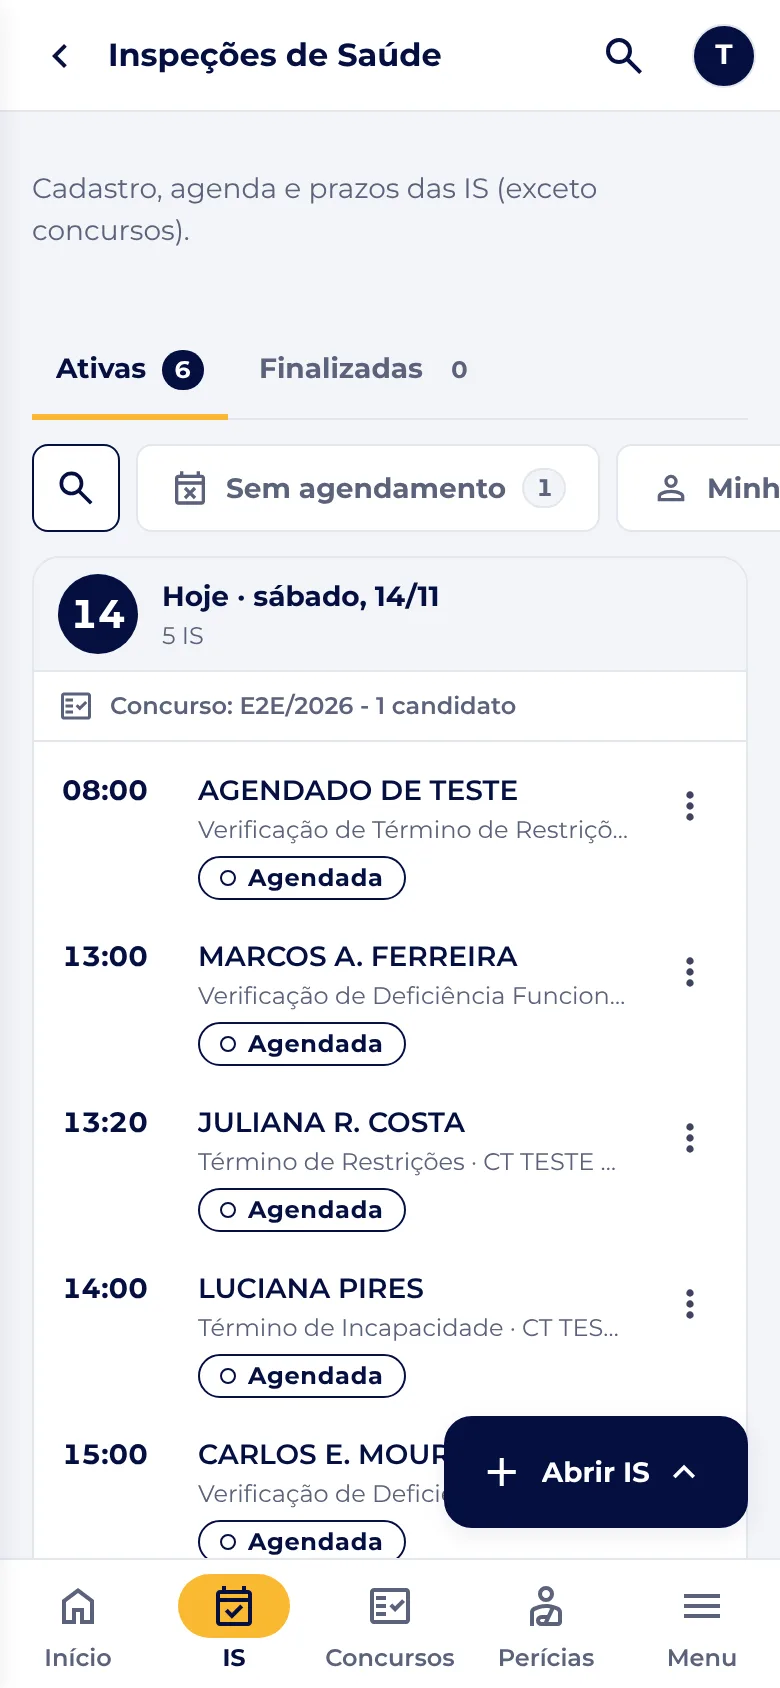 Inspeções de Saúde
T
Cadastro, agenda e prazos das IS (exceto
concursos).
Ativas 6 Finalizadas 0
Sem agendamento 1 Minh
14
Hoje · sábado, 14/11
5 IS
Concurso: E2E/2026 - 1 candidato
08:00 AGENDADO DE TESTE
Verificação de Término de Restriçõ...
Agendada
13:00 MARCOS A. FERREIRA
Verificação de Deficiência Funcion...
Agendada
13:20 JULIANA R. COSTA
Término de Restrições · CT TESTE ...
Agendada
14:00 LUCIANA PIRES
Término de Incapacidade · CT TES...
Agendada
15:00 CARLOS E. MOUR
Verificação de Defici
Agendada
Abrir IS
Início IS Concursos Perícias Menu